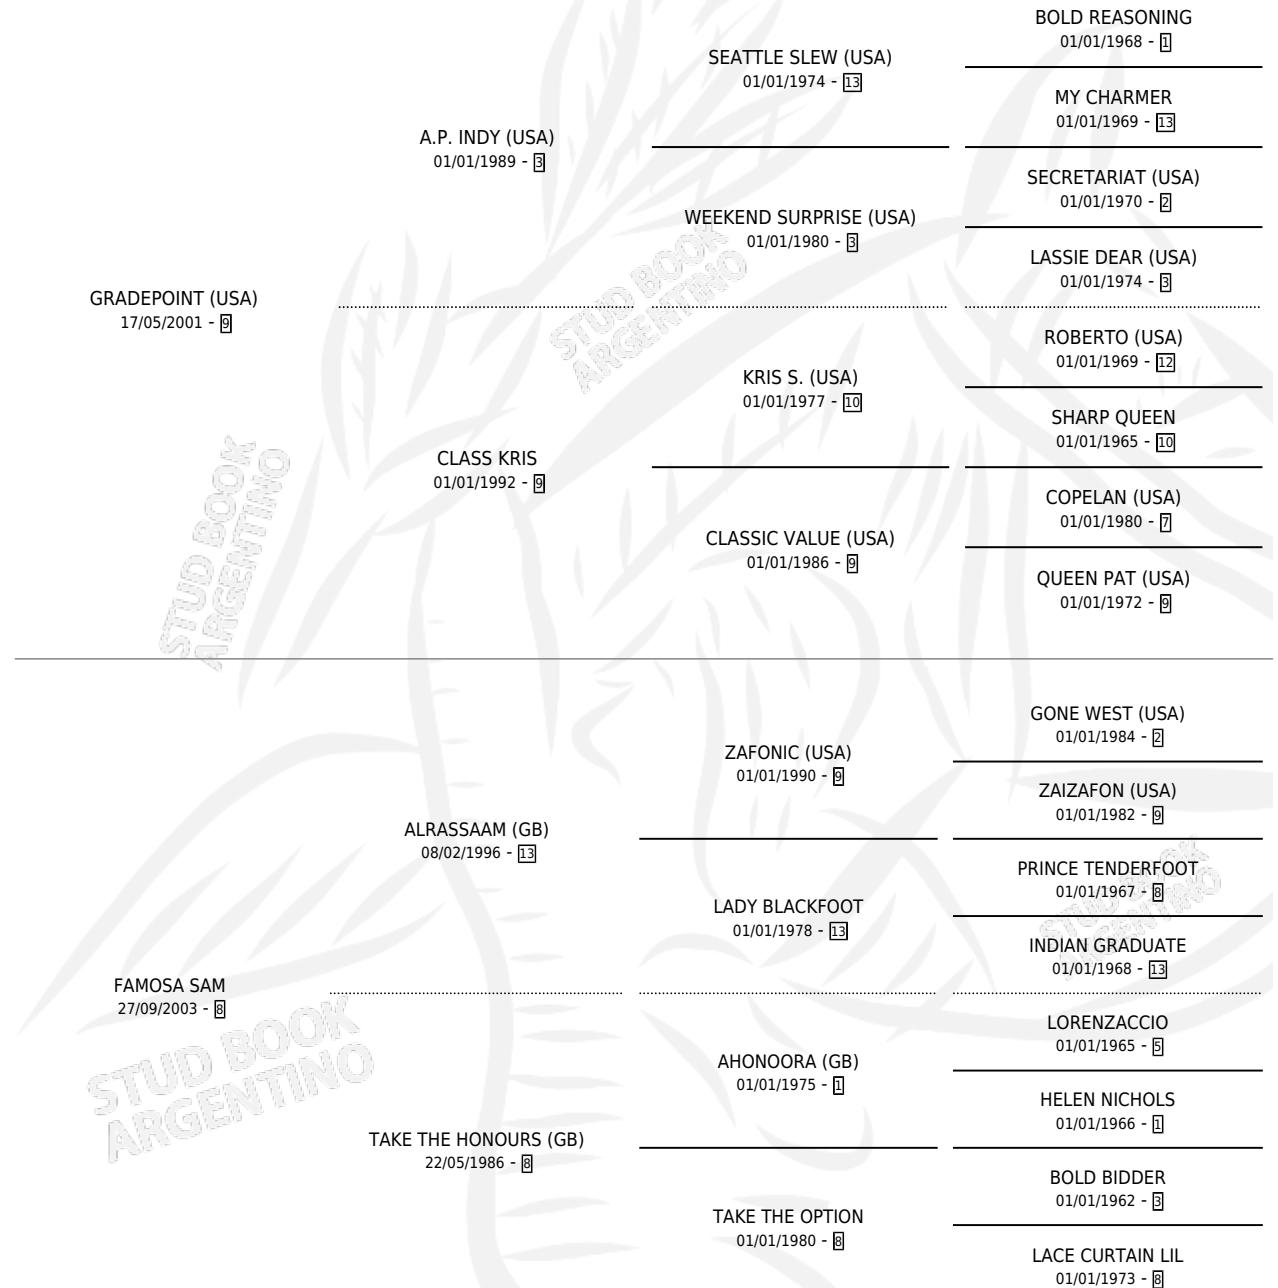 BOLD REASONING
01/01/1968 - 1
SEATTLE SLEW (USA)
01/01/1974 - 13
MY CHARMER
01/01/1969 - 13
A.P. INDY (USA)
01/01/1989 - 3
SECRETARIAT (USA)
01/01/1970 - 2
WEEKEND SURPRISE (USA)
01/01/1980 - 3
LASSIE DEAR (USA)
01/01/1974 - 3
GRADEPOINT (USA)
17/05/2001 - 9
STUD BOOK
ARGENTINO
ROBERTO (USA)
01/01/1969 - 12
KRIS S. (USA)
01/01/1977 - 10
SHARP QUEEN
01/01/1965 - 10
CLASS KRIS
01/01/1992 - 9
COPELAN (USA)
01/01/1980 - 7
CLASSIC VALUE (USA)
01/01/1986 - 9
QUEEN PAT (USA)
01/01/1972 - 9
STUD BOOK
ARGENTINO
GONE WEST (USA)
01/01/1984 - 2
ZAFONIC (USA)
01/01/1990 - 9
ZAIZAFON (USA)
01/01/1982 - 9
ALRASSAAM (GB)
08/02/1996 - 13
PRINCE TENDERFOOT
01/01/1967 - 8
LADY BLACKFOOT
01/01/1978 - 13
STUD BOOK
ARGENTINO
INDIAN GRADUATE
01/01/1968 - 13
FAMOSA SAM
27/09/2003 - 8
LORENZACCIO
01/01/1965 - 5
AHONOORA (GB)
01/01/1975 - 1
STUD BOOK
ARGENTINO
HELEN NICHOLS
01/01/1966 - 1
TAKE THE HONOURS (GB)
22/05/1986 - 8
BOLD BIDDER
01/01/1962 - 3
TAKE THE OPTION
01/01/1980 - 8
LACE CURTAIN LIL
01/01/1973 - 8